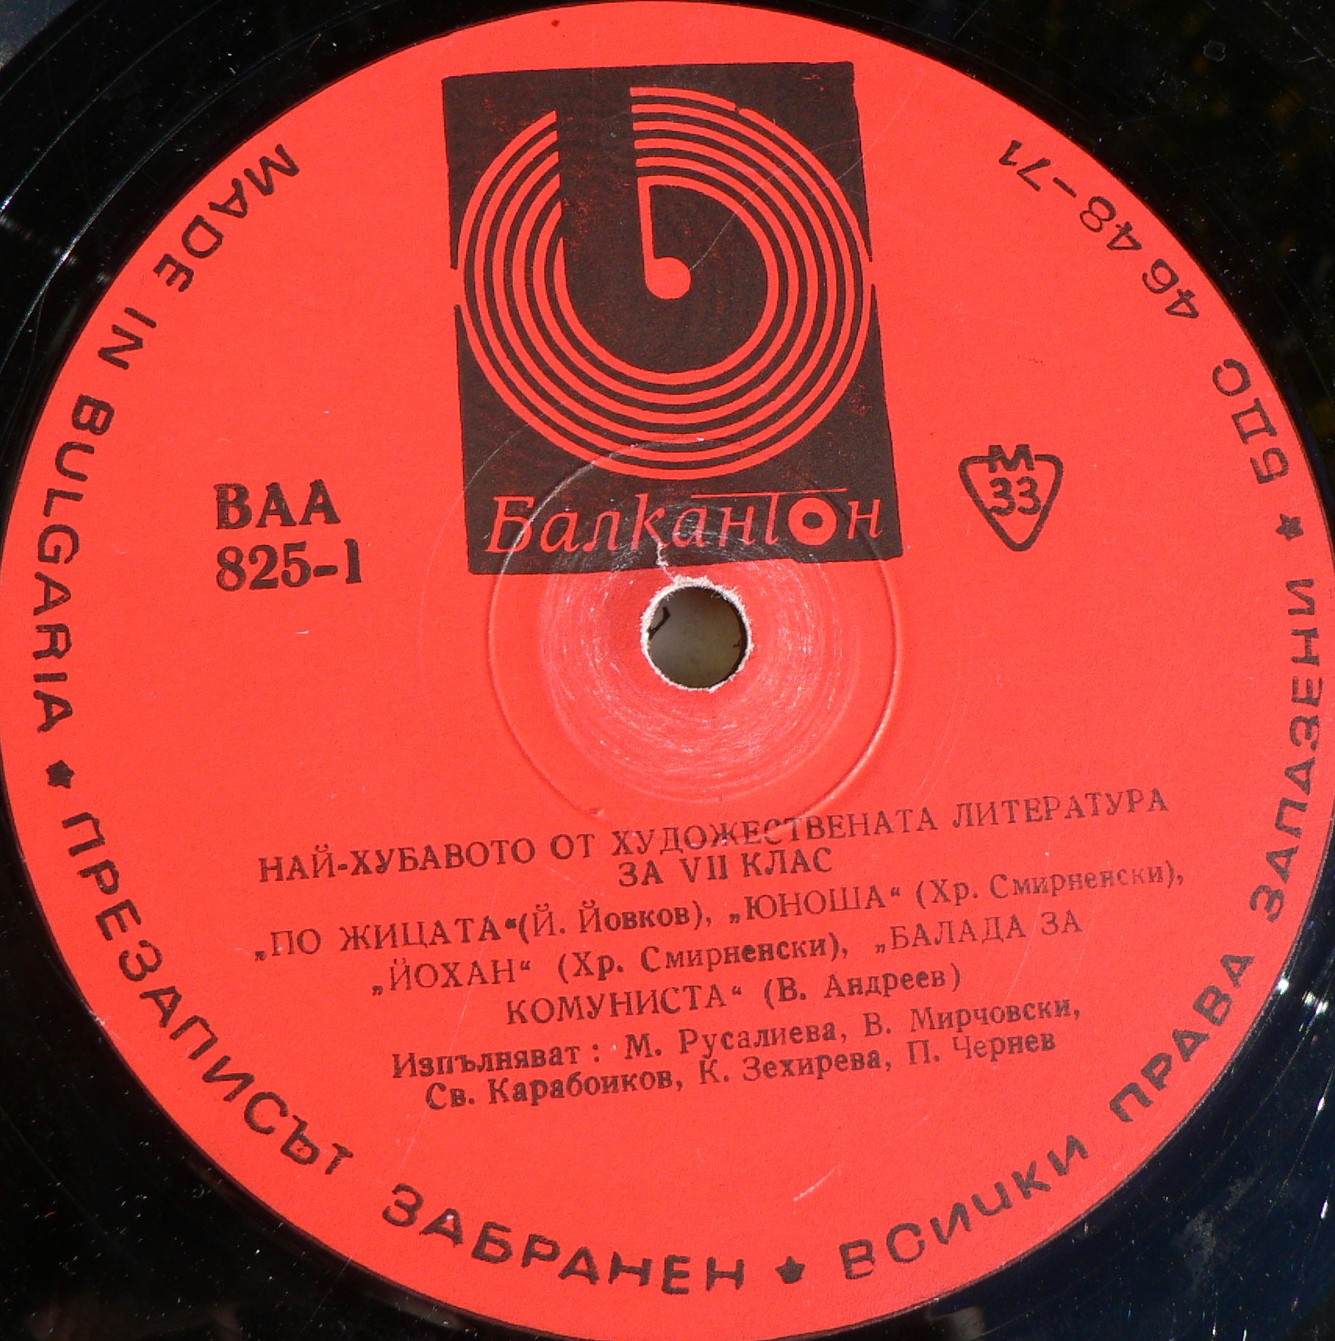 Балкантон
ВАА
825-1
М
33
НАЙ-ХУБАВОТО ОТ ХУДОЖЕСТВЕНАТА ЛИТЕРАТУРА
ЗА VII КЛАС
„ПО ЖИЦАТА“(Й. Йовков), „ЮНОША“ (Хр. Смирненски),
„ЙОХАН“ (Хр. Смирненски), „БАЛАДА ЗА
КОМУНИСТА“ (В. Андреев)
Изпълняват: М. Русалиева, В. Мирчовски,
Св. Карабоиков, К. Зехирева, П. Чернев
MADE IN BULGARIA ★ ПРЕЗАПИСЪТ ЗАБРАНЕН ★ ВСИЧКИ ПРАВА ЗАПАЗЕНИ ★ БДС 4648-71